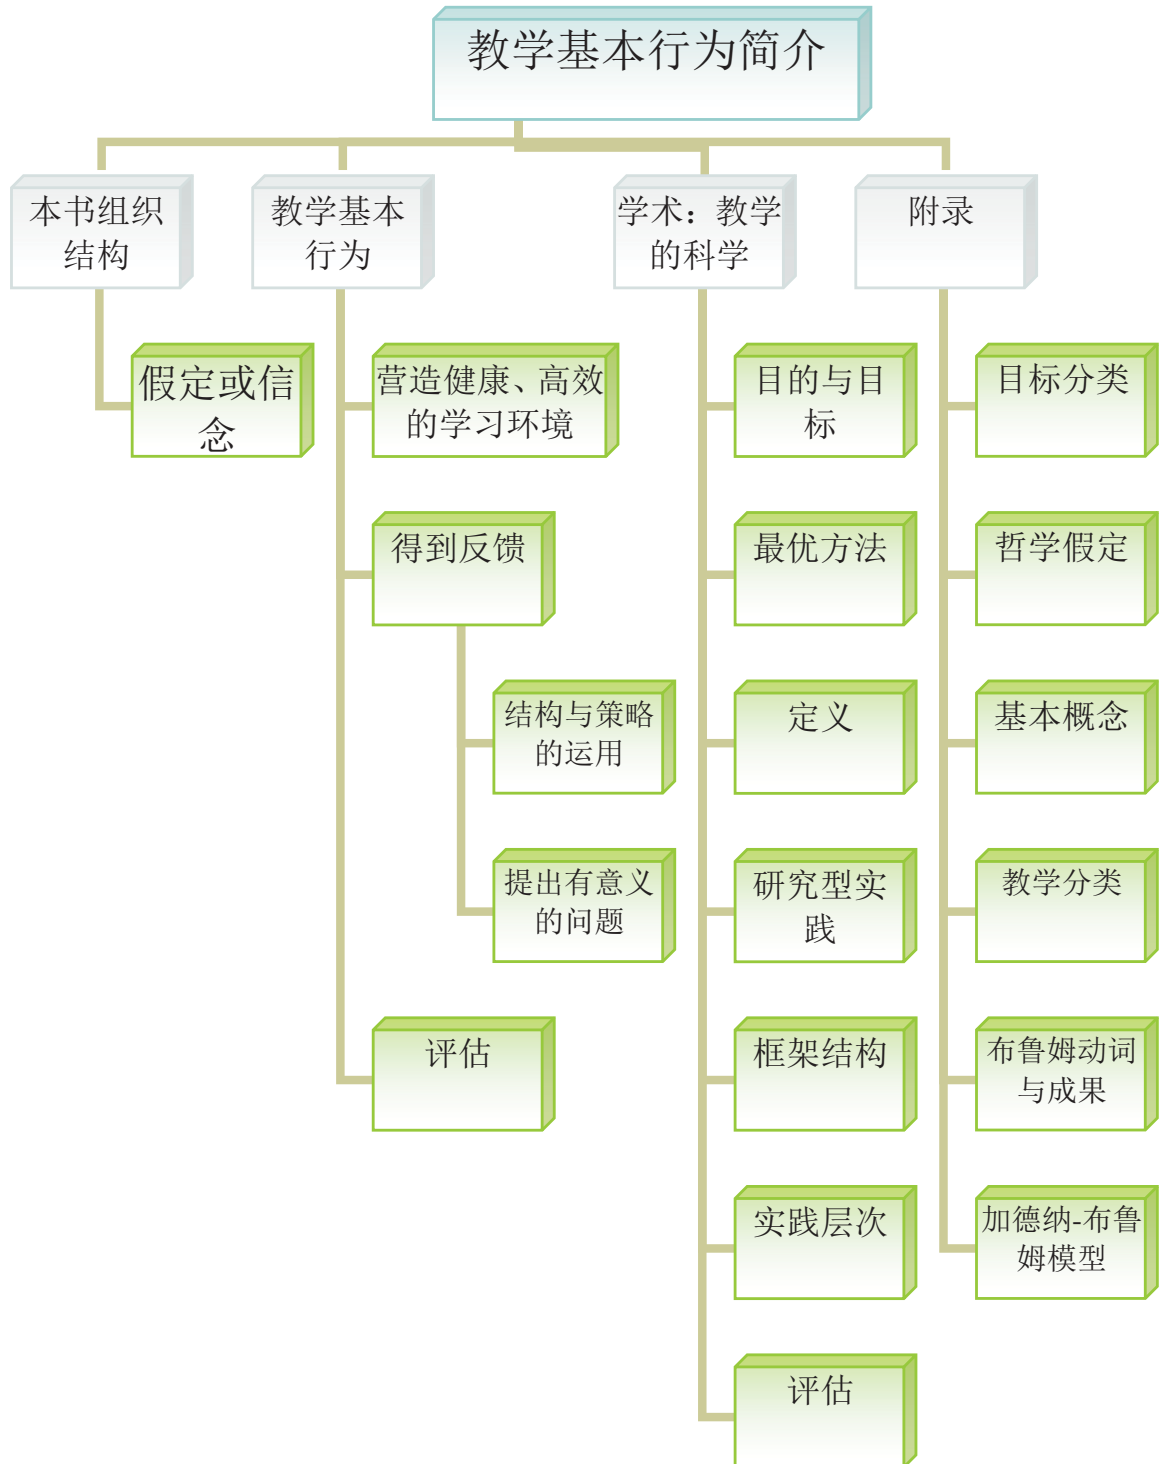 教学基本行为简介
本书组织
结构
教学基本
行为
学术：教学
的科学
附录
假定或信
念
营造健康、高效
的学习环境
目的与目
标
目标分类
得到反馈
最优方法
哲学假定
结构与策略
的运用
定义
基本概念
提出有意义
的问题
研究型实
践
教学分类
评估
框架结构
布鲁姆动词
与成果
实践层次
加德纳-布鲁
姆模型
评估